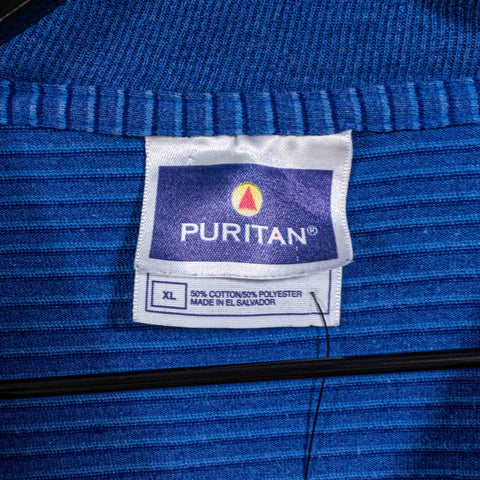 PURITAN®
XL
50% COTTON/50% POLYESTER
MADE IN EL SALVADOR